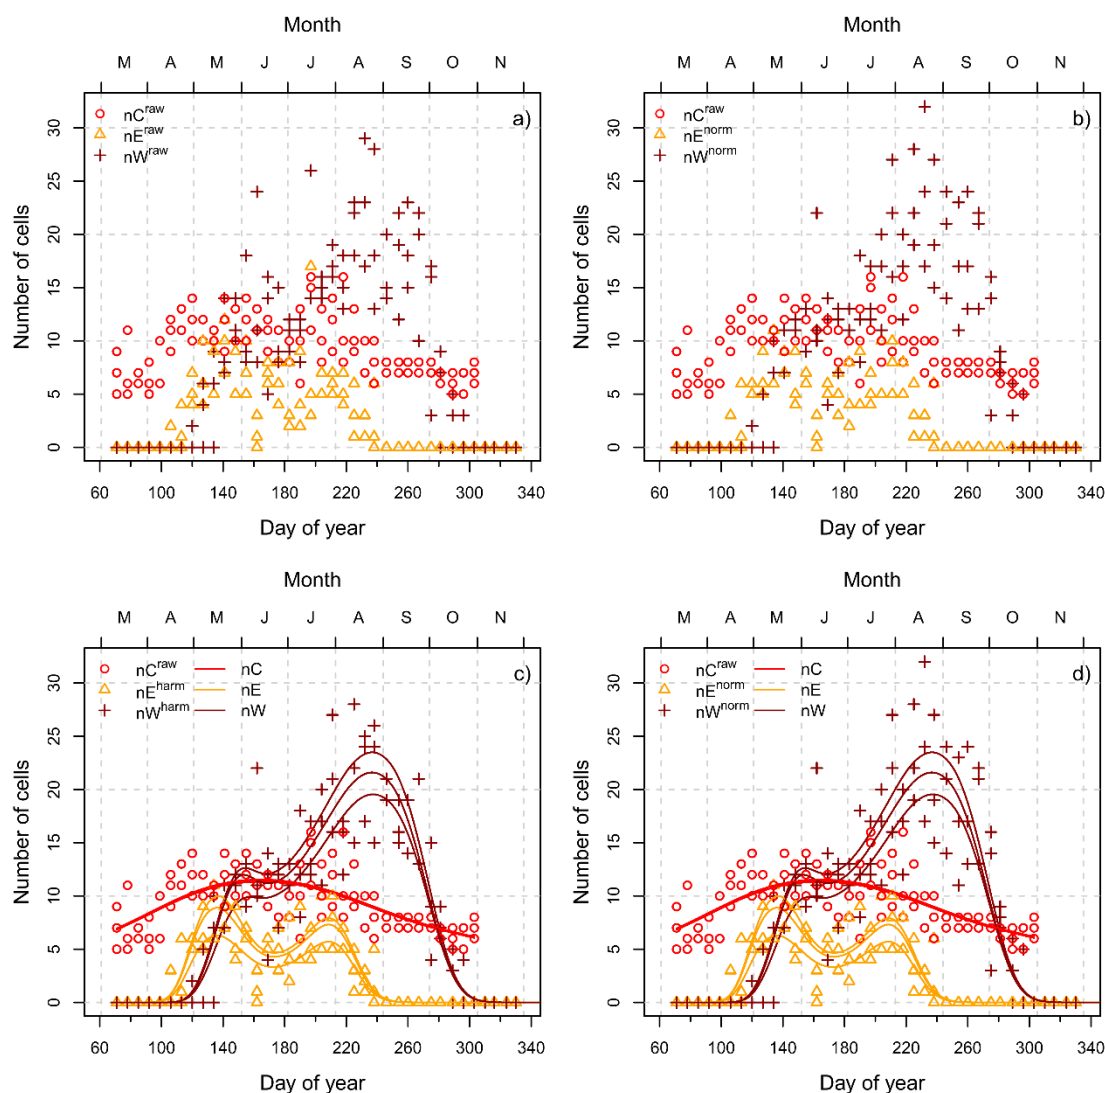 Month
M A M J J A S O N
nC^raw
nE^raw
nW^raw
a)
Number of cells
30
25
20
15
10
5
0
60 100 140 180 220 260 300 340
Day of year
Month
M A M J J A S O N
nC^raw
nE^norm
nW^norm
b)
Number of cells
30
25
20
15
10
5
0
60 100 140 180 220 260 300 340
Day of year
Month
M A M J J A S O N
nC^raw nC
nE^harm nE
nW^harm nW
c)
Number of cells
30
25
20
15
10
5
0
60 100 140 180 220 260 300 340
Day of year
Month
M A M J J A S O N
nC^raw nC
nE^norm nE
nW^norm nW
d)
Number of cells
30
25
20
15
10
5
0
60 100 140 180 220 260 300 340
Day of year